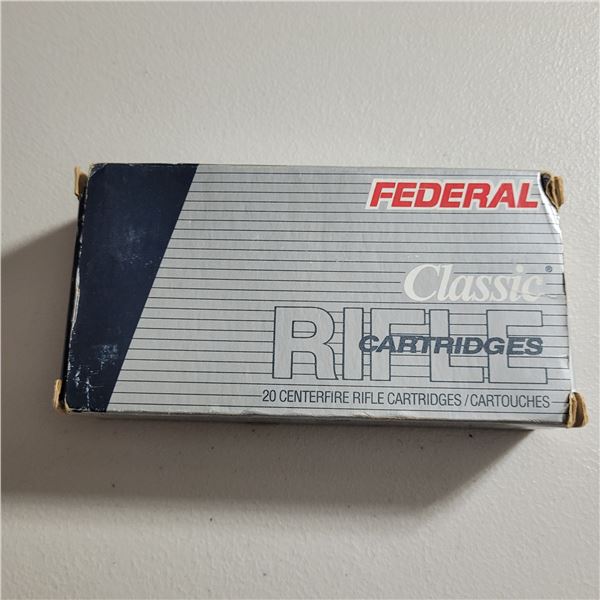 FEDERAL
Classic®
RIFLE
CARTRIDGES
20 CENTERFIRE RIFLE CARTRIDGES/CARTOUCHES